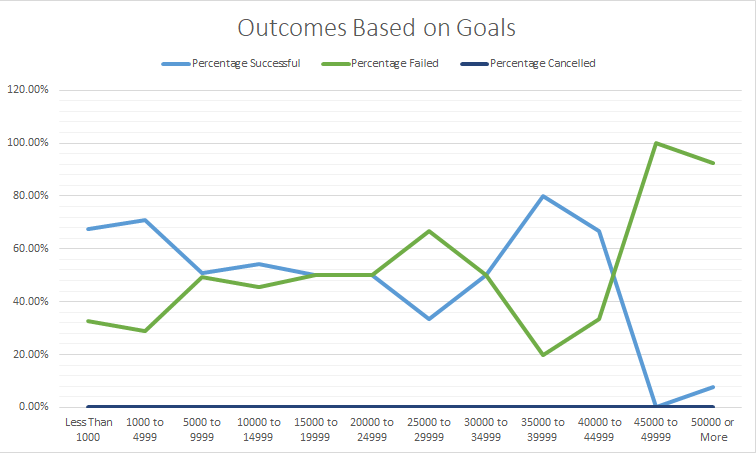 Outcomes Based on Goals
Percentage Successful Percentage Failed Percentage Cancelled
120.00%
100.00%
80.00%
60.00%
40.00%
20.00%
0.00%
Less Than 1000 to 5000 to 10000 to 15000 to 20000 to 25000 to 30000 to 35000 to 40000 to 45000 to 50000 or
1000 4999 9999 14999 19999 24999 29999 34999 39999 44999 49999 More